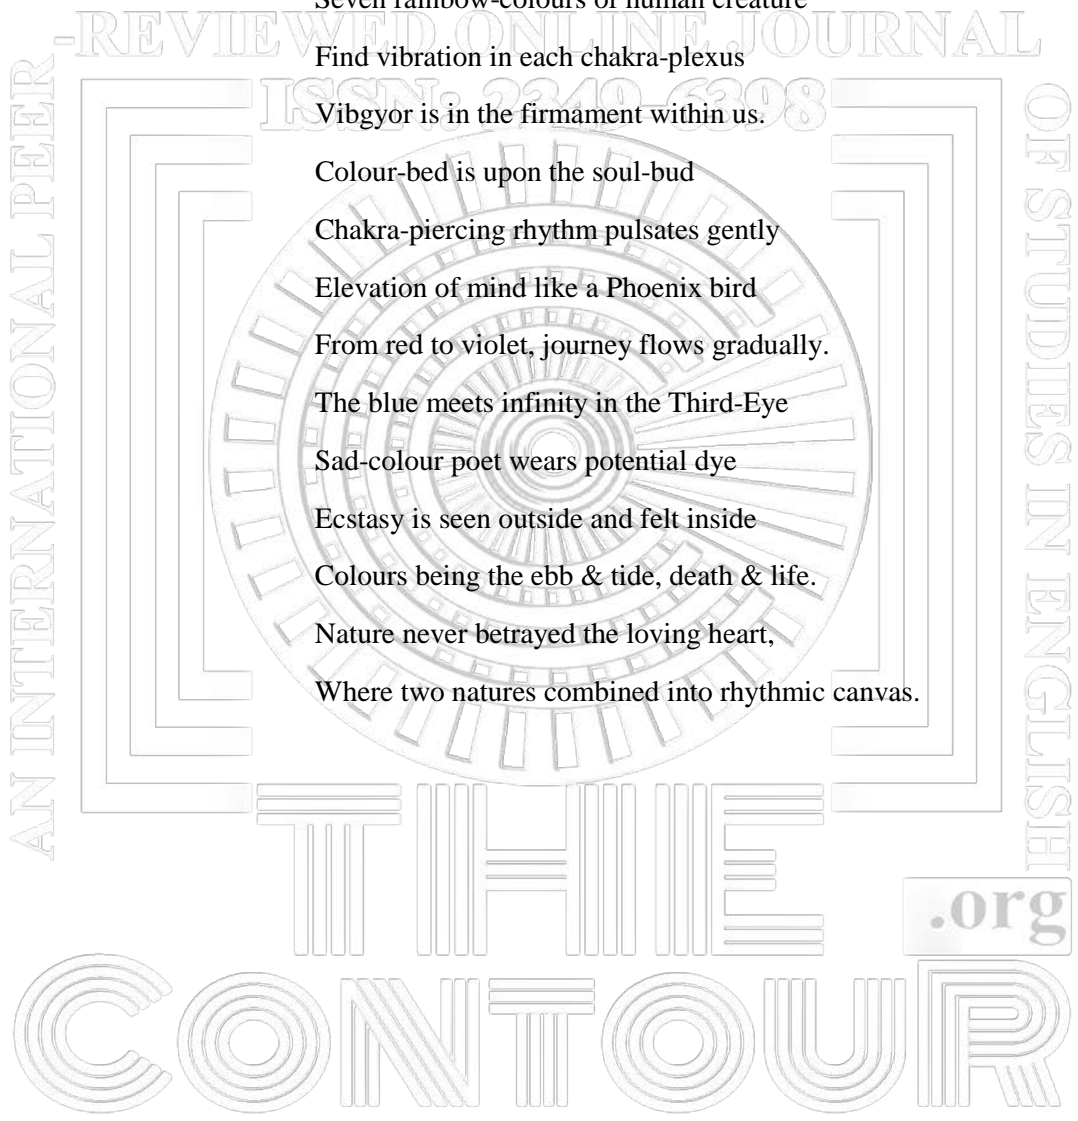 Seven rainbow-colours of human creature
-REVIEWED ONLINE JOURNAL
Find vibration in each chakra-plexus
ISSN: 2349-6398
Vibgyor is in the firmament within us.
Colour-bed is upon the soul-bud
Chakra-piercing rhythm pulsates gently
Elevation of mind like a Phoenix bird
From red to violet, journey flows gradually.
The blue meets infinity in the Third-Eye
Sad-colour poet wears potential dye
Ecstasy is seen outside and felt inside
Colours being the ebb & tide, death & life.
Nature never betrayed the loving heart,
Where two natures combined into rhythmic canvas.
AN INTERNATIONAL PEER
OF STUDIES IN ENGLISH
THE
.org
CONTOUR